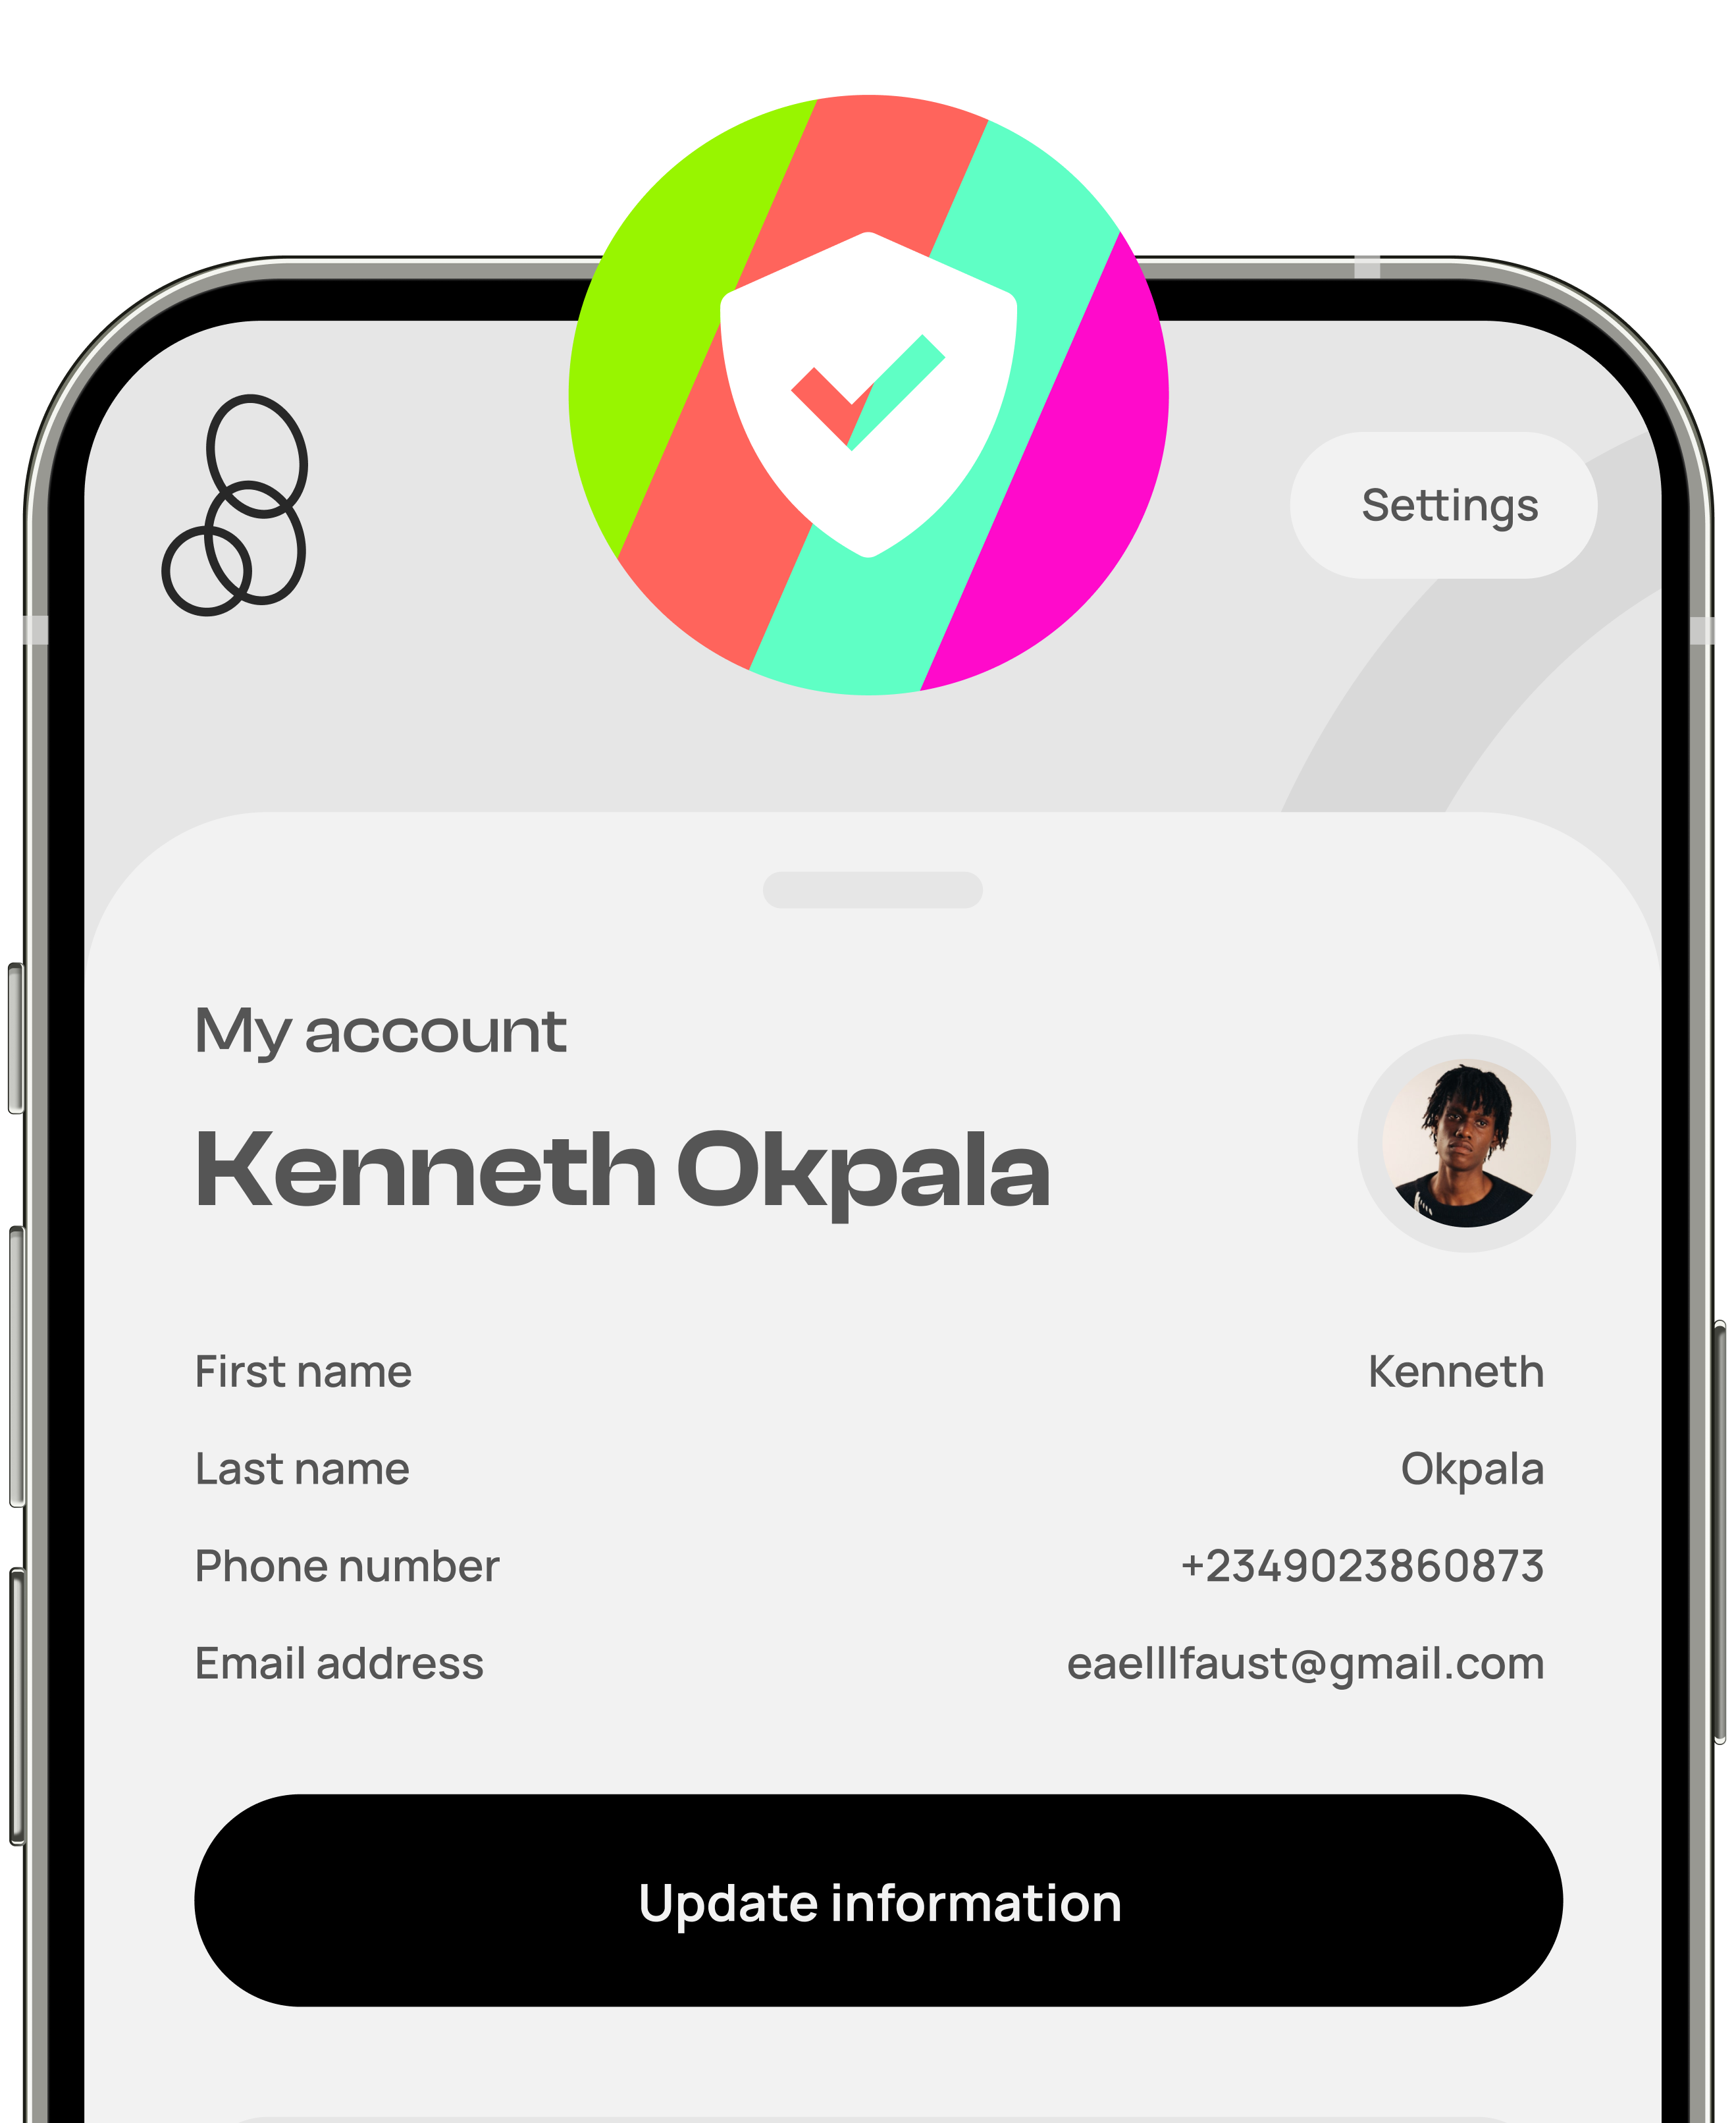 Settings
My account
Kenneth Okpala
First name Kenneth
Last name Okpala
Phone number +2349023860873
Email address eaelllfaust@gmail.com
Update information